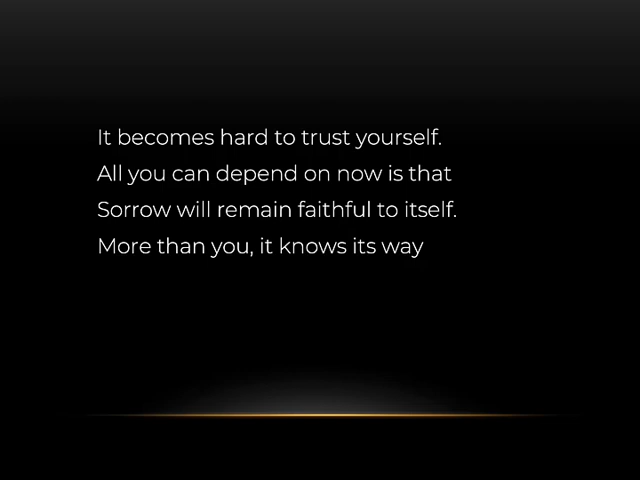 It becomes hard to trust yourself.
All you can depend on now is that
Sorrow will remain faithful to itself.
More than you, it knows its way